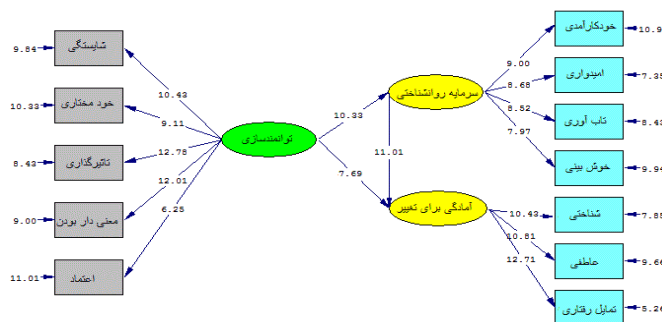 شایستگی
9.84
خود مختاری
10.33
تاثیرگذاری
8.43
معنی دار بودن
9.00
اعتماد
11.01
10.43
9.11
12.78
12.01
6.25
توانمندسازی
10.33
7.69
سرمایه روانشناختی
11.01
آمادگی برای تغییر
9.00
8.68
8.52
7.97
10.43
10.81
12.71
خودکارآمدی
امیدواری
7.35
تاب آوری
8.43
خوش بینی
9.94
شناختی
عاطفی
9.66
تمایل رفتاری
5.26